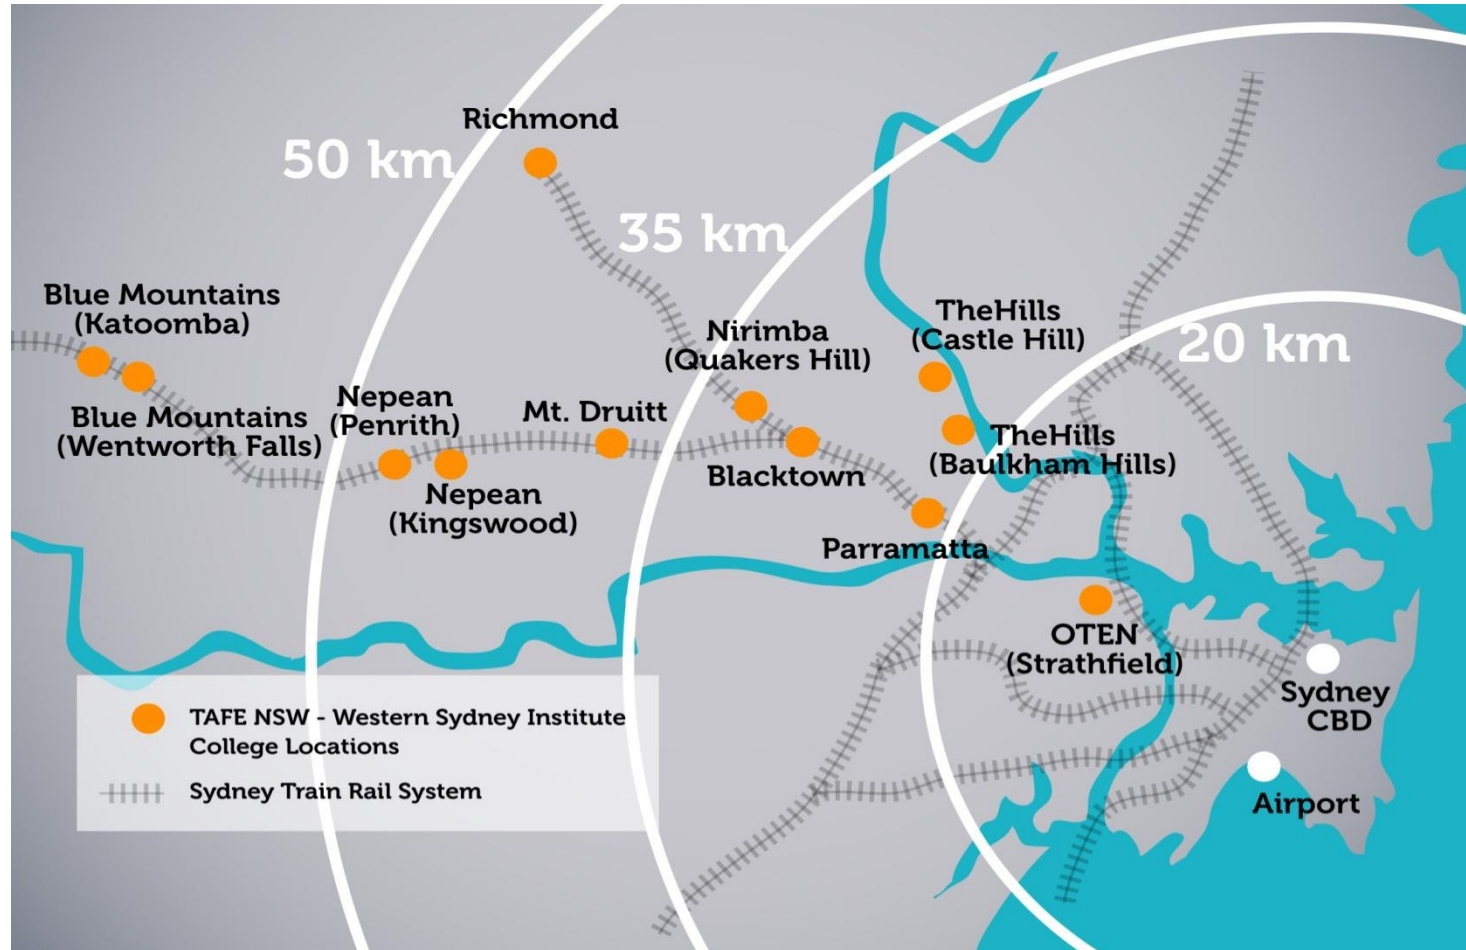 Richmond
50 km
35 km
Blue Mountains
(Katoomba)
TheHills
(Castle Hill)
Nirimba
(Quakers Hill)
20 km
Nepean
(Penrith)
Mt. Druitt
Blue Mountains
(Wentworth Falls)
TheHills
(Baulkham Hills)
Blacktown
Nepean
(Kingswood)
Parramatta
OTEN
(Strathfield)
Sydney
CBD
TAFE NSW - Western Sydney Institute
College Locations
Sydney Train Rail System
Airport